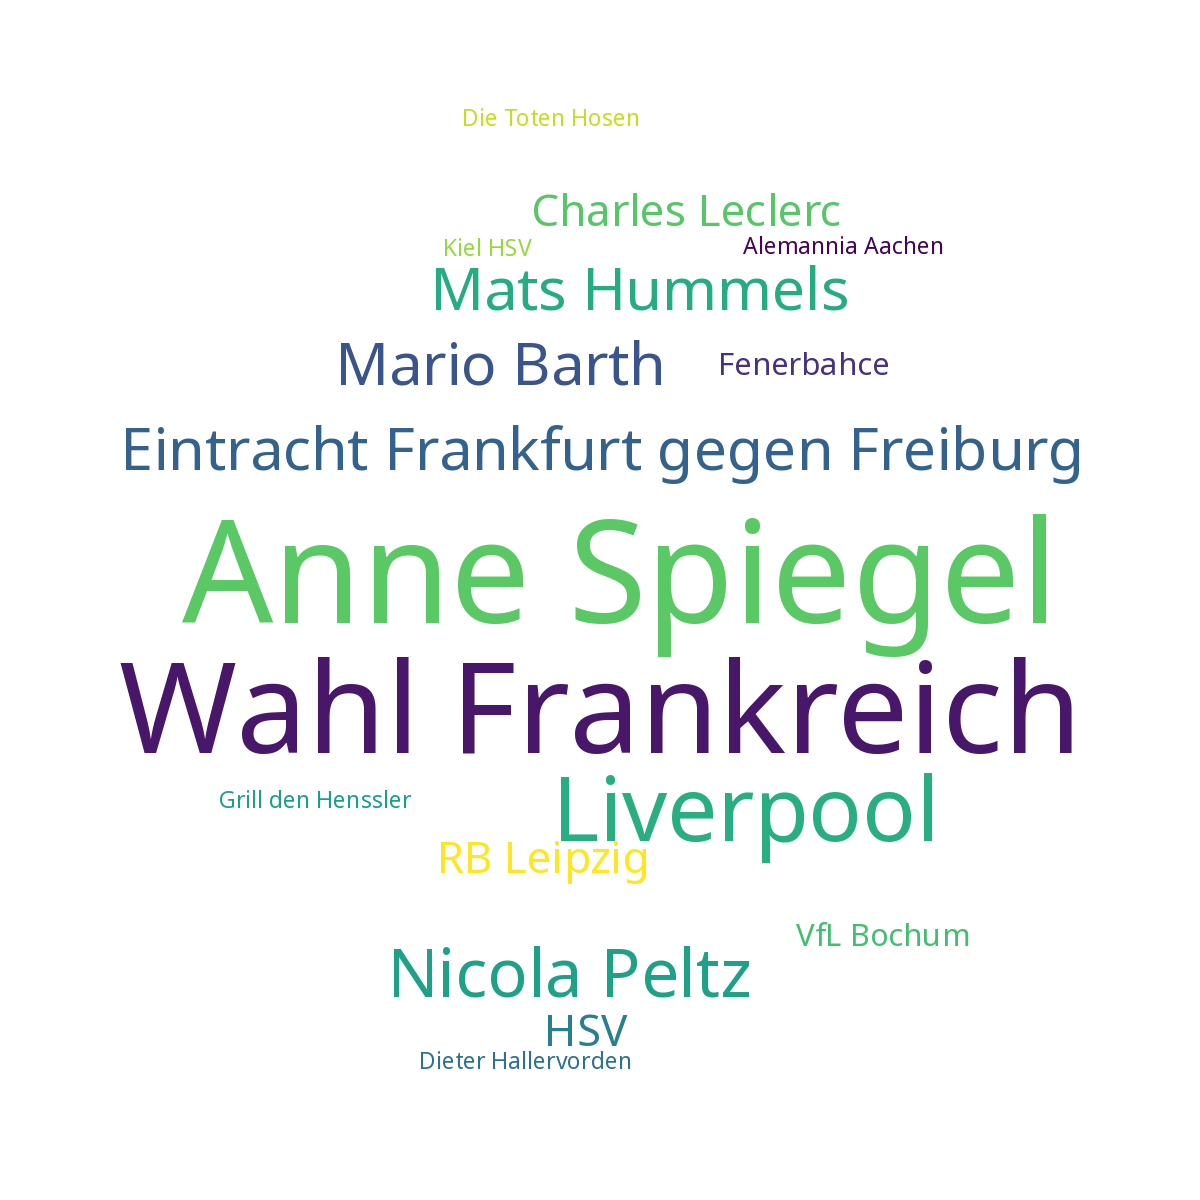 Die Toten Hosen
Charles Leclerc
Kiel HSV
Alemannia Aachen
Mats Hummels
Mario Barth
Fenerbahce
Eintracht Frankfurt gegen Freiburg
Anne Spiegel
Wahl Frankreich
Grill den Henssler
Liverpool
RB Leipzig
VfL Bochum
Nicola Peltz
HSV
Dieter Hallervorden